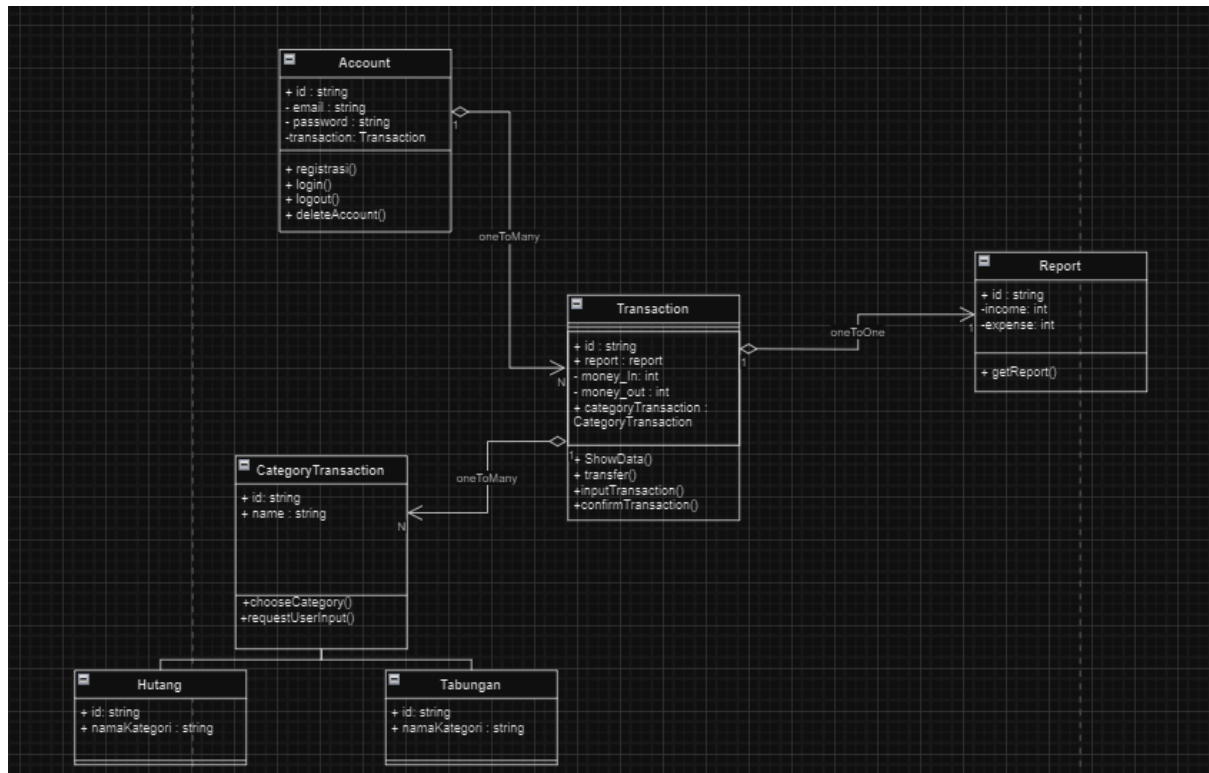 Account
+ id : string
- email : string
- password : string
-transaction: Transaction
+ registrasi()
+ login()
+ logout()
+ deleteAccount()
1
oneToMany
N
Transaction
+ id : string
+ report : report
- money_In: int
- money_out : int
+ categoryTransaction :
CategoryTransaction
+ ShowData()
+ transfer()
+inputTransaction()
+confirmTransaction()
1
oneToOne
1
Report
+ id : string
-income: int
-expense: int
+ getReport()
1
oneToMany
N
CategoryTransaction
+ id: string
+ name : string
+chooseCategory()
+requestUserInput()
Hutang
+ id: string
+ namaKategori : string
Tabungan
+ id: string
+ namaKategori : string